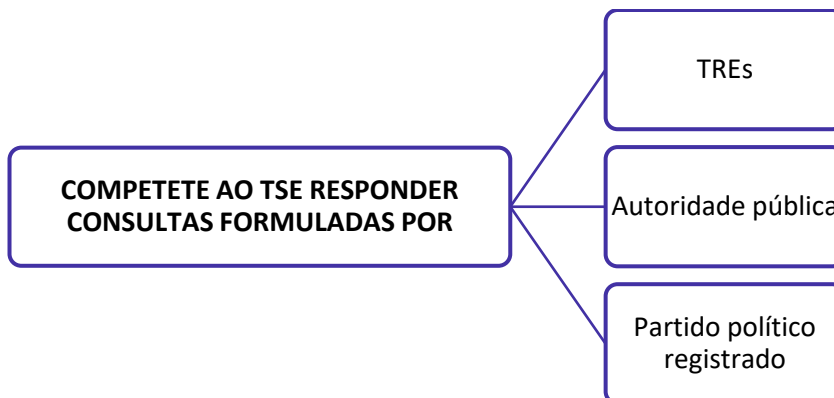 COMPETETE AO TSE RESPONDER
CONSULTAS FORMULADAS POR
TREs
Autoridade pública
Partido político
registrado